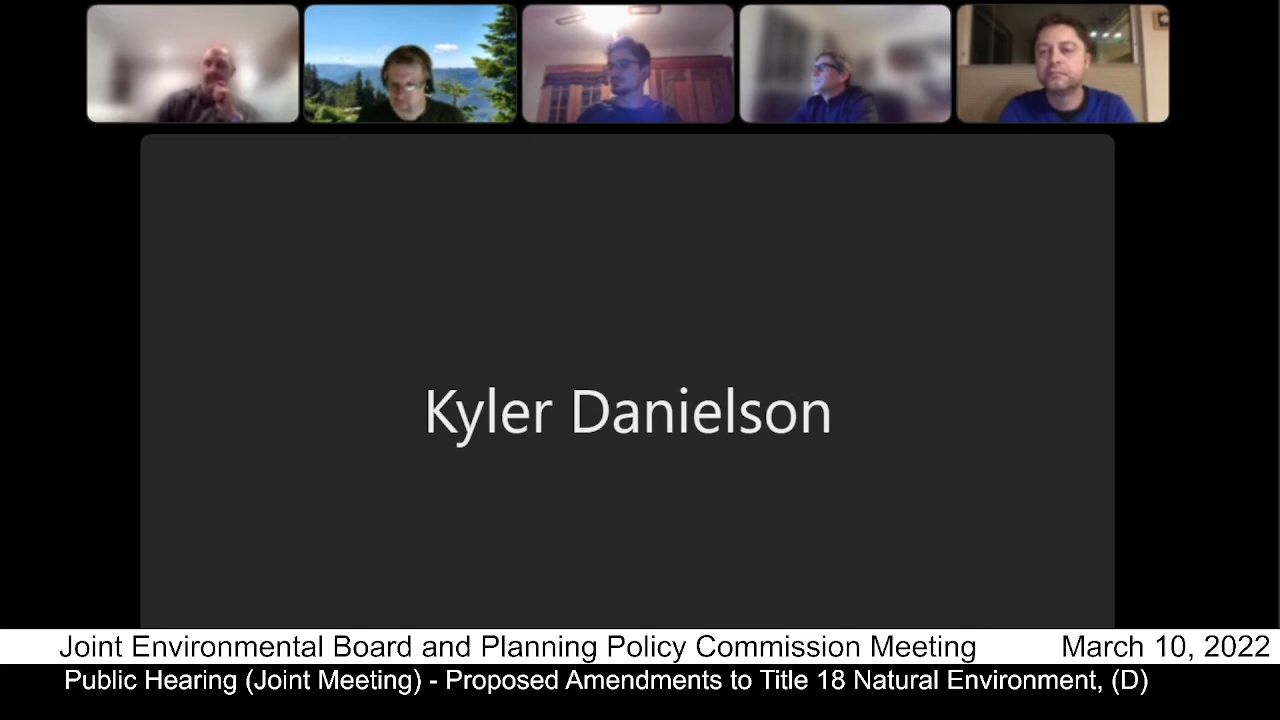 Kyler Danielson
Joint Environmental Board and Planning Policy Commission Meeting March 10, 2022
Public Hearing (Joint Meeting) - Proposed Amendments to Title 18 Natural Environment, (D)